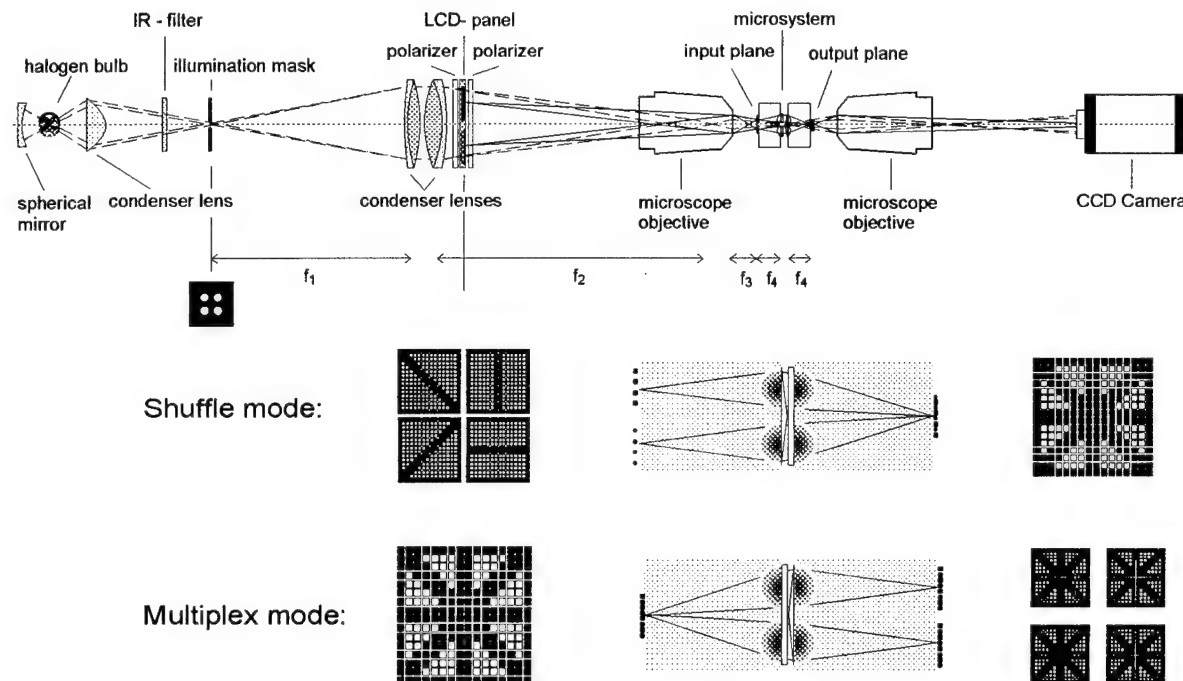 IR - filter
LCD- panel
microsystem
polarizer
polarizer
input plane
output plane
halogen bulb
illumination mask
spherical
mirror
condenser lens
condenser lenses
microscope
objective
microscope
objective
CCD Camera
f1
f2
f3
f4
f4
Shuffle mode:
Multiplex mode: